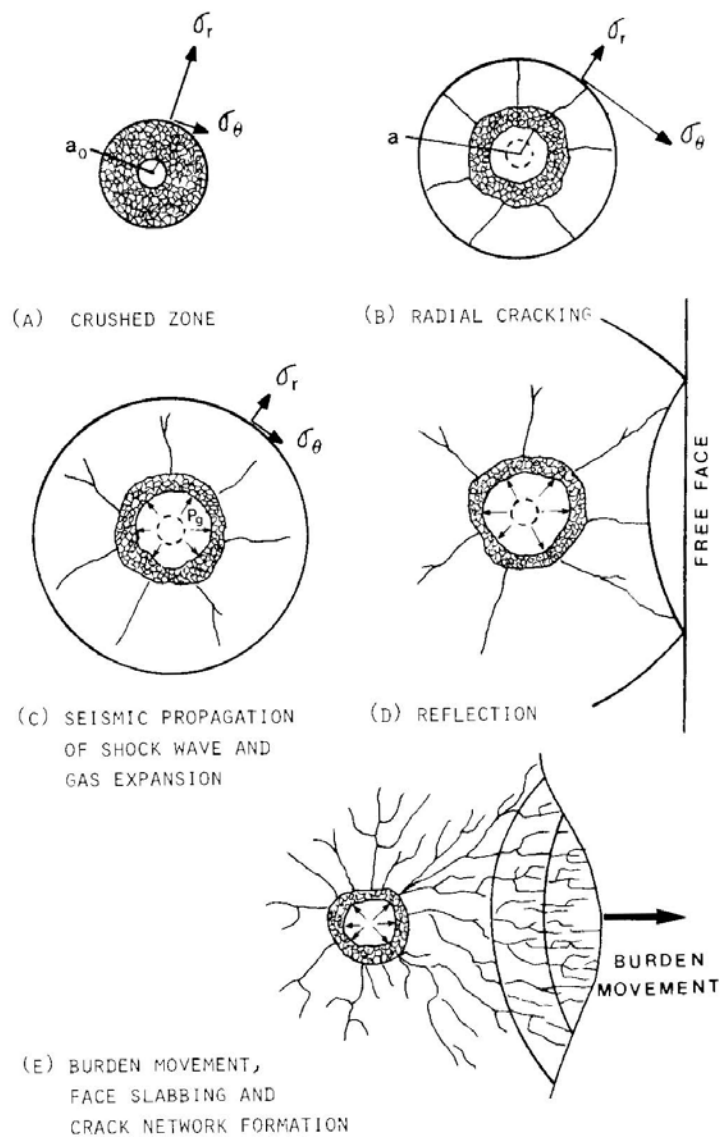 σr
σθ
a₀
(A) CRUSHED ZONE
σr
σθ
a
(B) RADIAL CRACKING
σr
σθ
Pg
(C) SEISMIC PROPAGATION
OF SHOCK WAVE AND
GAS EXPANSION
FREE FACE
(D) REFLECTION
BURDEN
MOVEMENT
(E) BURDEN MOVEMENT,
FACE SLABBING AND
CRACK NETWORK FORMATION